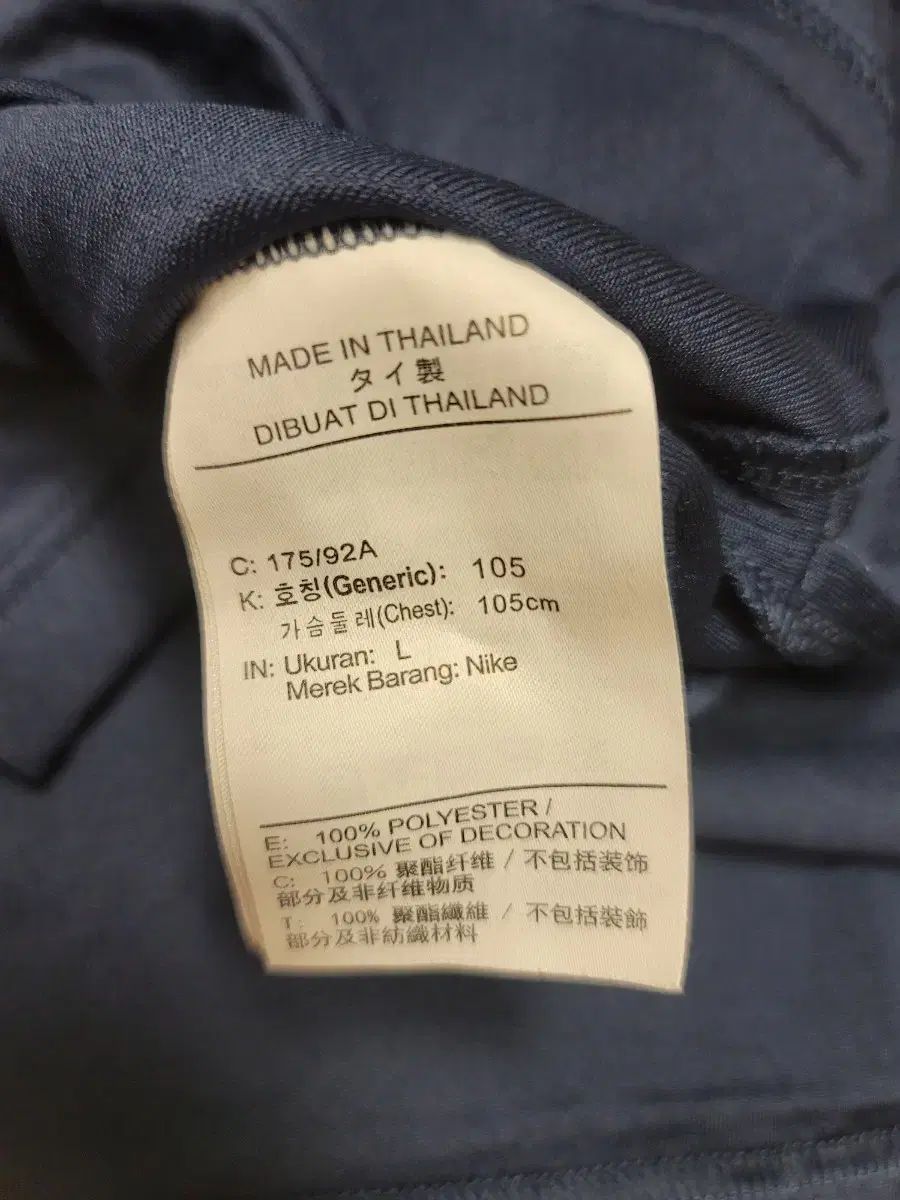 MADE IN THAILAND
タイ製
DIBUAT DI THAILAND
C: 175/92A
K: 호칭(Generic): 105
가슴둘레(Chest): 105cm
IN: Ukuran: L
Merek Barang: Nike
E: 100% POLYESTER /
EXCLUSIVE OF DECORATION
C: 100% 聚酯纤维 / 不包括装饰
部分及非纤维物质
T: 100% 聚酯纖維 / 不包括裝飾
部分及非紡織材料